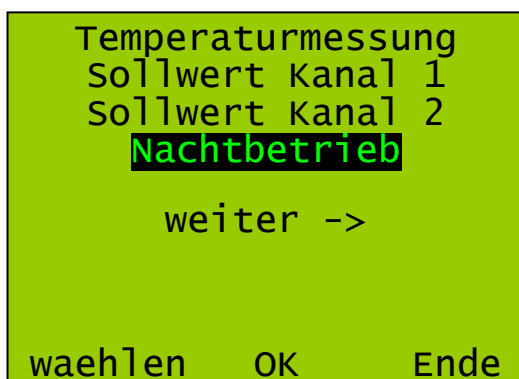 Temperaturmessung
Sollwert Kanal 1
Sollwert Kanal 2
Nachtbetrieb
weiter ->
waehlen OK Ende